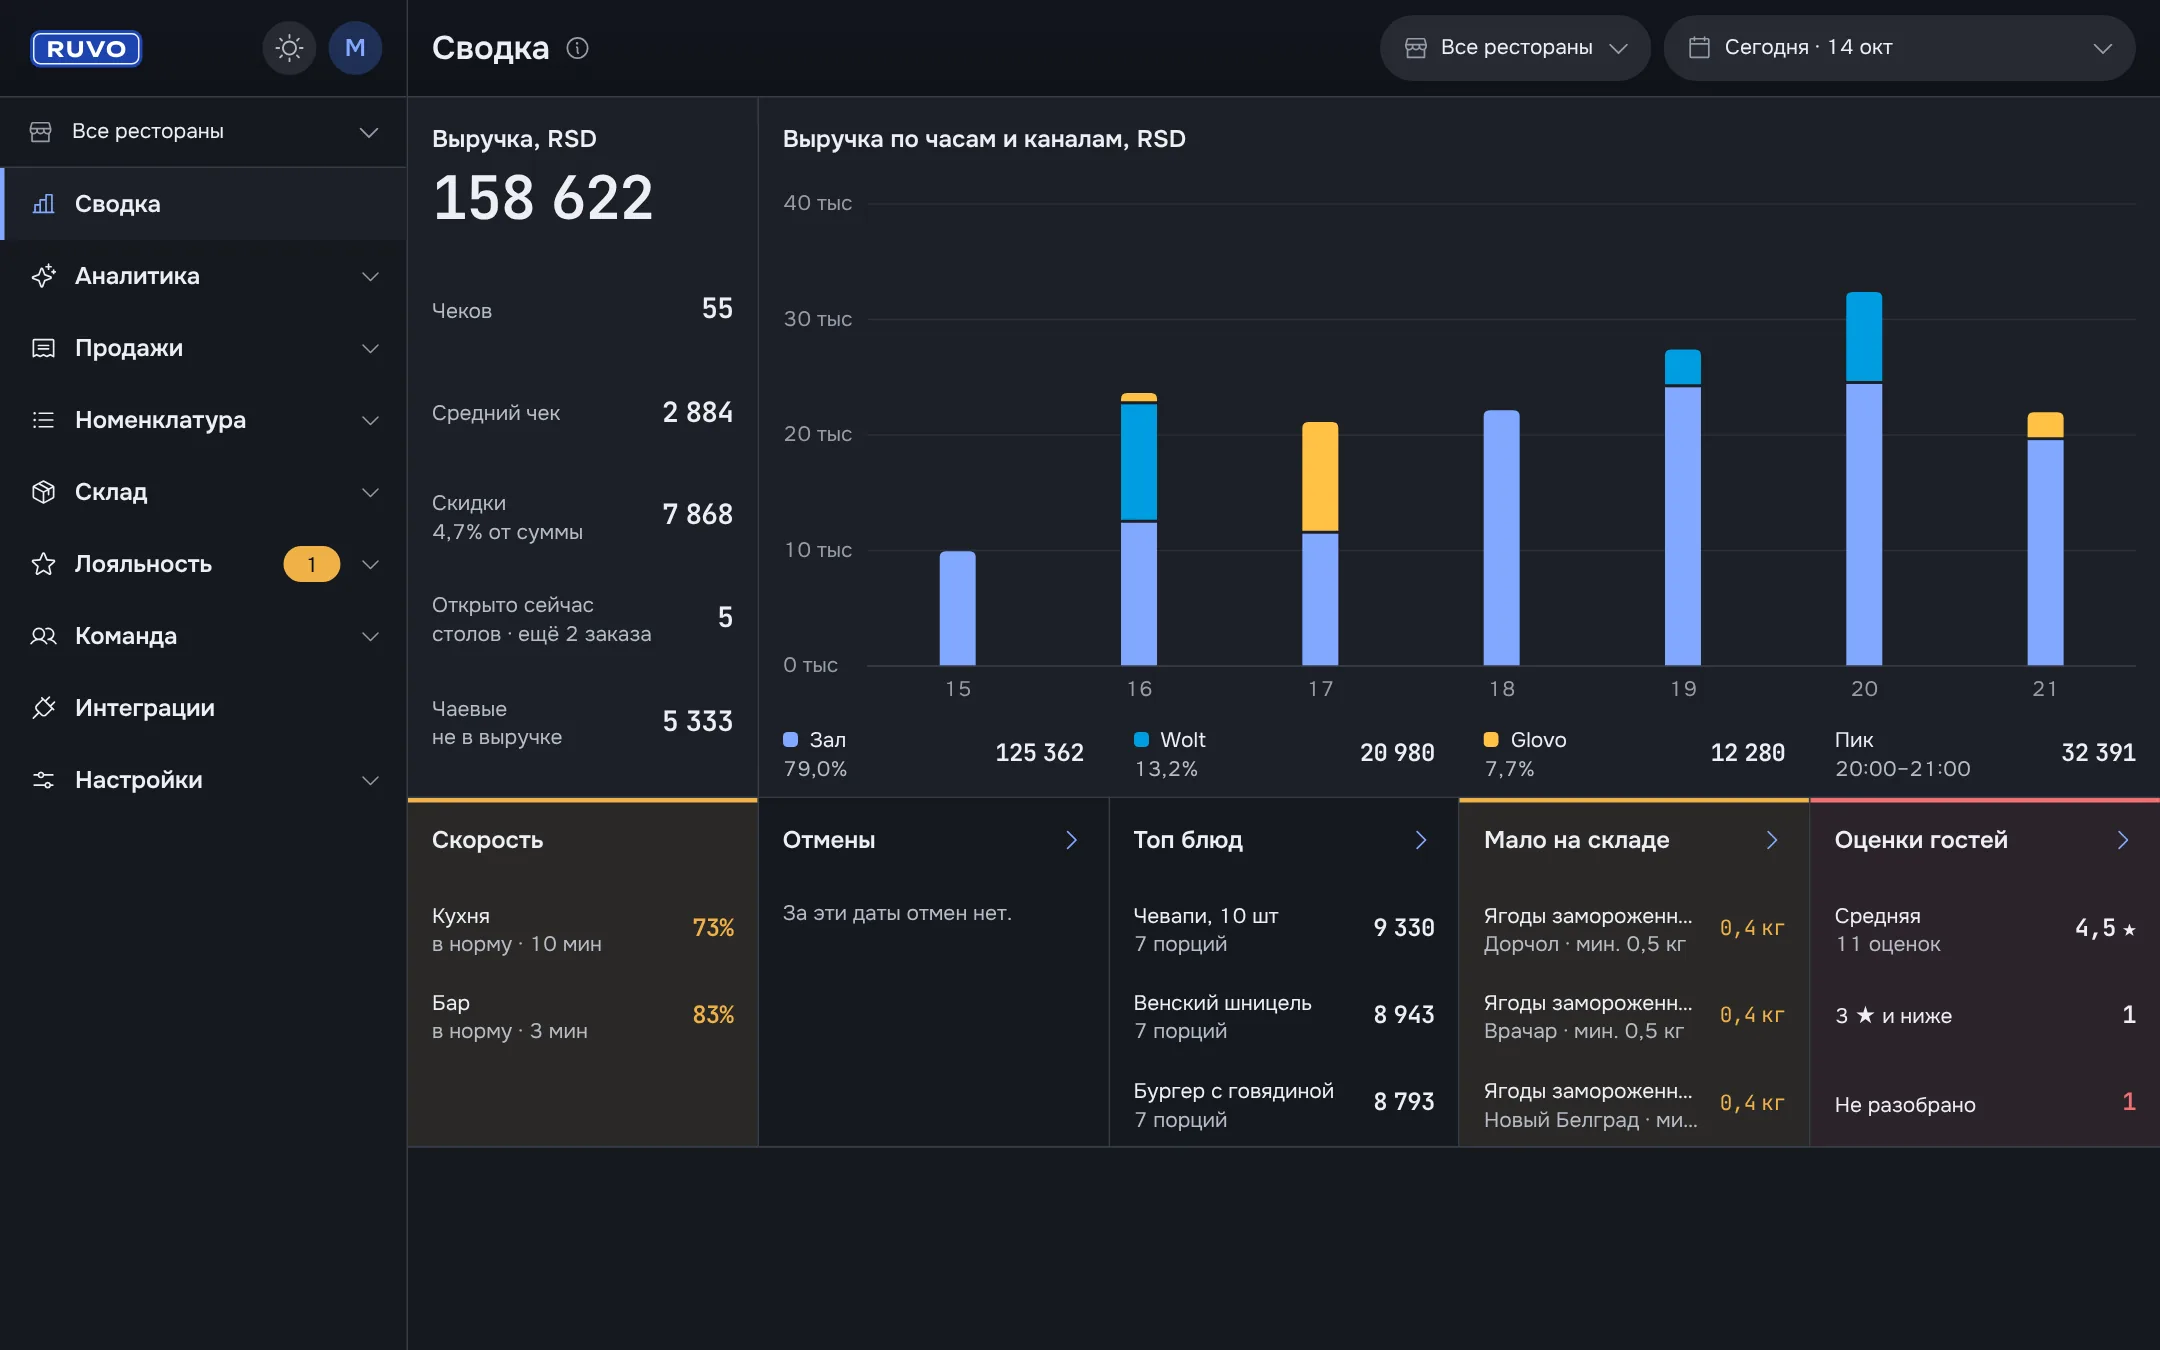 RUVO
M
Сводка
Все рестораны
Сегодня · 14 окт
Все рестораны
Сводка
Аналитика
Продажи
Номенклатура
Склад
Лояльность
1
Команда
Интеграции
Настройки
Выручка, RSD
158 622
Чеков
55
Средний чек
2 884
Скидки
4,7% от суммы
7 868
Открыто сейчас
столов · ещё 2 заказа
5
Чаевые
не в выручке
5 333
Выручка по часам и каналам, RSD
40 тыс
30 тыс
20 тыс
10 тыс
0 тыс
15 16 17 18 19 20 21
Зал
79,0%
125 362
Wolt
13,2%
20 980
Glovo
7,7%
12 280
Пик
20:00–21:00
32 391
Скорость
Кухня
в норму · 10 мин
73%
Бар
в норму · 3 мин
83%
Отмены
За эти даты отмен нет.
Топ блюд
Чевапи, 10 шт
7 порций
9 330
Венский шницель
7 порций
8 943
Бургер с говядиной
7 порций
8 793
Мало на складе
Ягоды замороженн...
Дорчол · мин. 0,5 кг
0,4 кг
Ягоды замороженн...
Врачар · мин. 0,5 кг
0,4 кг
Ягоды замороженн...
Новый Белград · ми...
0,4 кг
Оценки гостей
Средняя
11 оценок
4,5 ★
3 ★ и ниже
1
Не разобрано
1